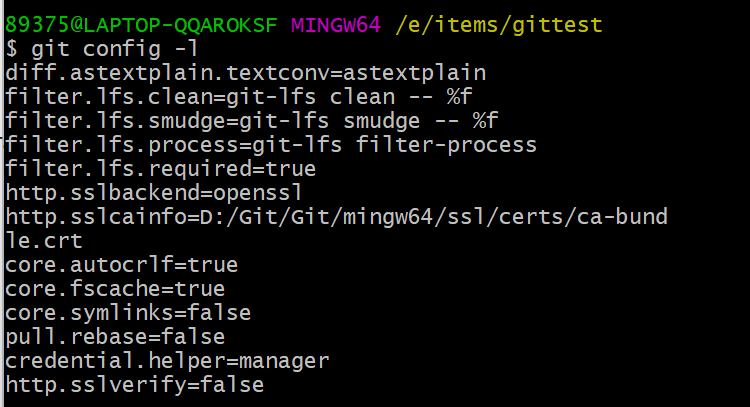 89375@LAPTOP-QQAROKSF MINGW64 /e/items/gittest
$ git config -l
diff.astextplain.textconv=astextplain
filter.lfs.clean=git-lfs clean -- %f
filter.lfs.smudge=git-lfs smudge -- %f
filter.lfs.process=git-lfs filter-process
filter.lfs.required=true
http.sslbackend=openssl
http.sslcainfo=D:/Git/Git/mingw64/ssl/certs/ca-bund
le.crt
core.autocrlf=true
core.fscache=true
core.symlinks=false
pull.rebase=false
credential.helper=manager
http.sslverify=false